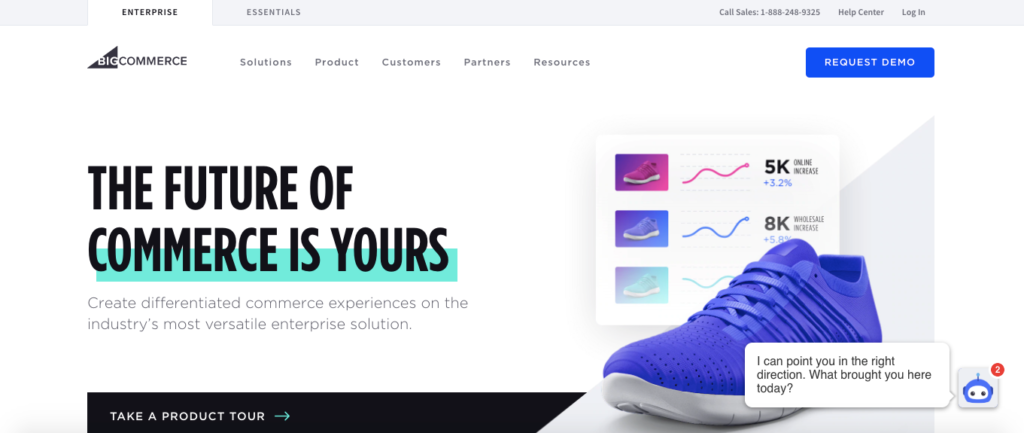 ENTERPRISE
ESSENTIALS
Call Sales: 1-888-248-9325
Help Center
Log In
BIGCOMMERCE
Solutions
Product
Customers
Partners
Resources
REQUEST DEMO
THE FUTURE OF
COMMERCE IS YOURS
Create differentiated commerce experiences on the
industry's most versatile enterprise solution.
TAKE A PRODUCT TOUR
5K ONLINE
INCREASE
+3.2%
8K WHOLESALE
INCREASE
+5.8%
I can point you in the right
direction. What brought you here
today?
2